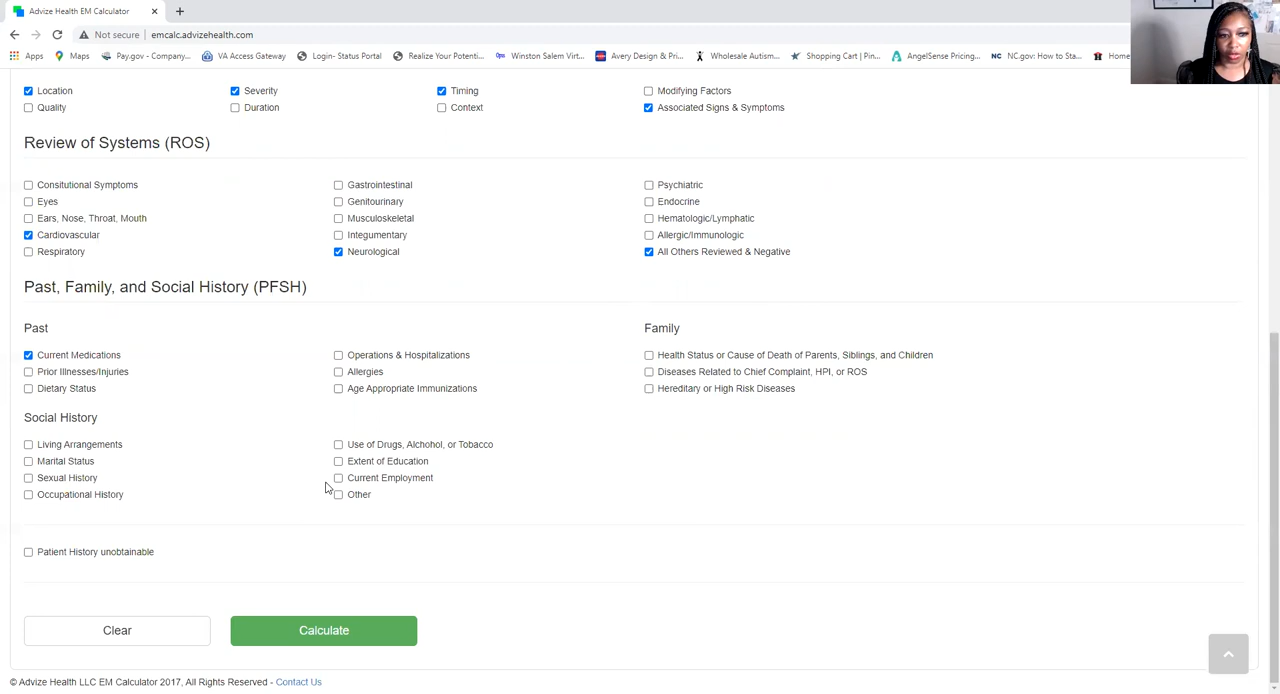 Advize Health EM Calculator
Not secure | emcalc.advizehealth.com
Apps Maps Pay.gov - Company... VA Access Gateway Login- Status Portal Realize Your Potenti... Winston Salem Virt... Avery Design & Pri... Wholesale Autism... Shopping Cart | Pin... AngelSense Pricing... NC NC.gov: How to Sta... Home
Location Severity Timing Modifying Factors
Quality Duration Context Associated Signs & Symptoms
Review of Systems (ROS)
Consitutional Symptoms Gastrointestinal Psychiatric
Eyes Genitourinary Endocrine
Ears, Nose, Throat, Mouth Musculoskeletal Hematologic/Lymphatic
Cardiovascular Integumentary Allergic/Immunologic
Respiratory Neurological All Others Reviewed & Negative
Past, Family, and Social History (PFSH)
Past Family
Current Medications Operations & Hospitalizations Health Status or Cause of Death of Parents, Siblings, and Children
Prior Illnesses/Injuries Allergies Diseases Related to Chief Complaint, HPI, or ROS
Dietary Status Age Appropriate Immunizations Hereditary or High Risk Diseases
Social History
Living Arrangements Use of Drugs, Alchohol, or Tobacco
Marital Status Extent of Education
Sexual History Current Employment
Occupational History Other
Patient History unobtainable
Clear Calculate
© Advize Health LLC EM Calculator 2017, All Rights Reserved - Contact Us